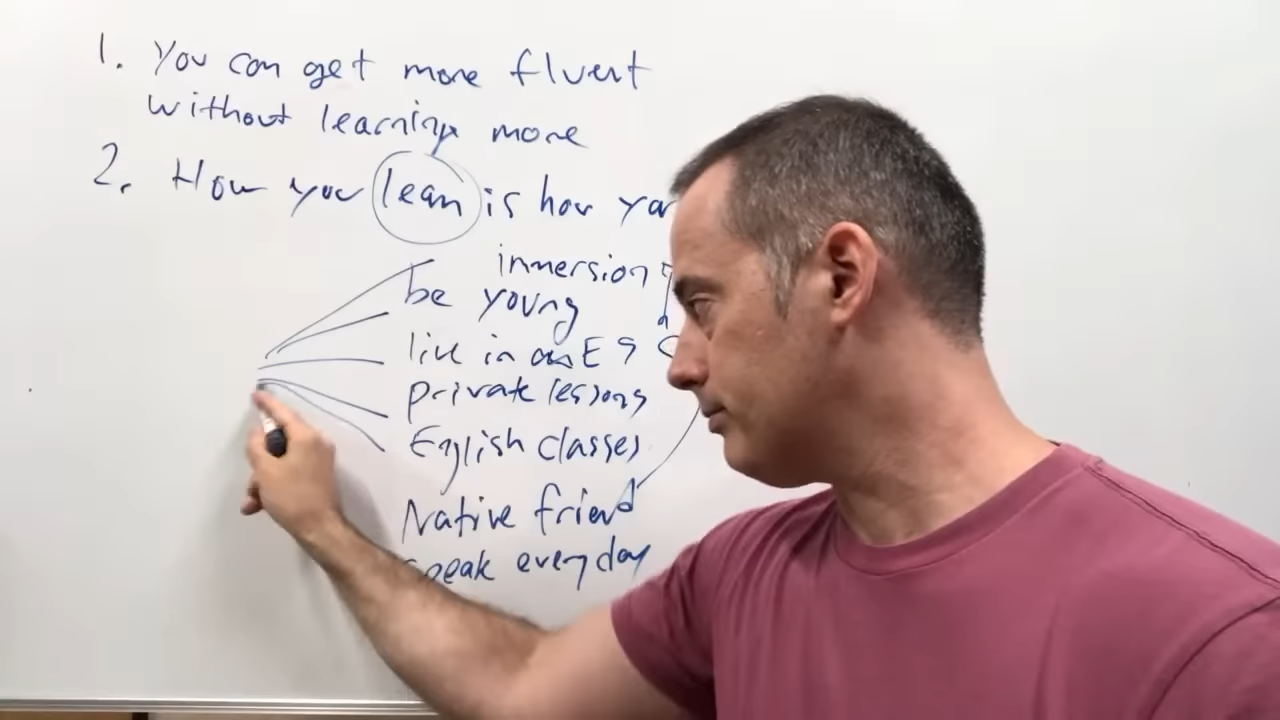 1. You can get more fluent
without learning more
2. How you learn is how you
immersion
be young
live in an ES
private lessons
English classes
Native friend
speak everyday